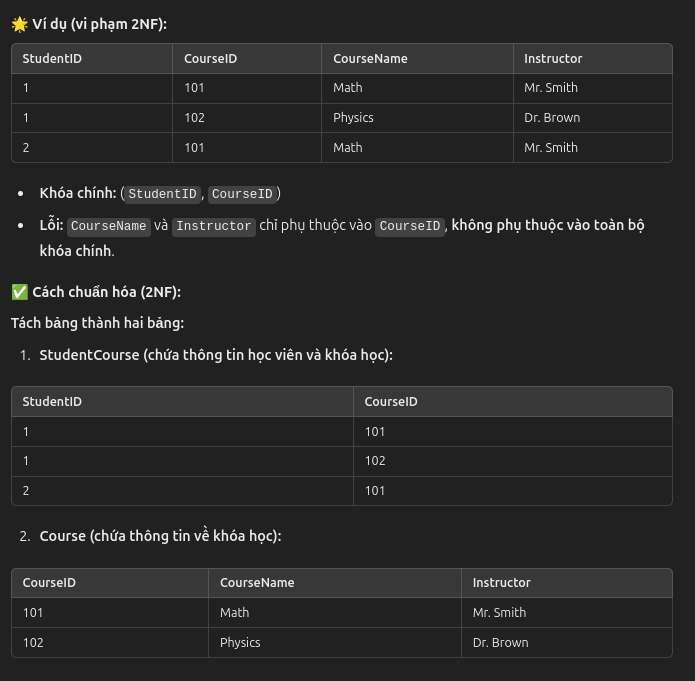 🌟 Ví dụ (vi phạm 2NF):
StudentID CourseID CourseName Instructor
1 101 Math Mr. Smith
1 102 Physics Dr. Brown
2 101 Math Mr. Smith
• Khóa chính: (StudentID, CourseID)
• Lỗi: CourseName và Instructor chỉ phụ thuộc vào CourseID, không phụ thuộc vào toàn bộ
khóa chính.
✅ Cách chuẩn hóa (2NF):
Tách bảng thành hai bảng:
1. StudentCourse (chứa thông tin học viên và khóa học):
StudentID CourseID
1 101
1 102
2 101
2. Course (chứa thông tin về khóa học):
CourseID CourseName Instructor
101 Math Mr. Smith
102 Physics Dr. Brown